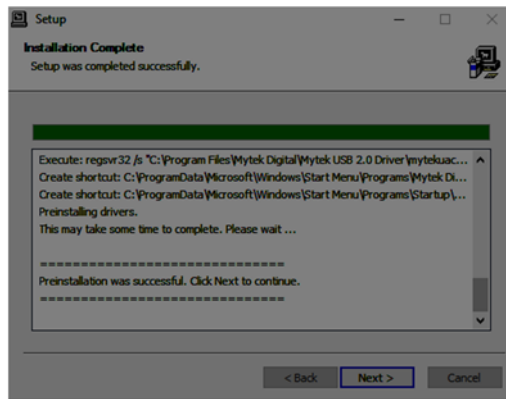 Setup
Installation Complete
Setup was completed successfully.
Execute: regsvr32 /s "C:\Program Files\Mytek Digital\Mytek USB 2.0 Driver\mytekuac...
Create shortcut: C:\ProgramData\Microsoft\Windows\Start Menu\Programs\Mytek Di...
Create shortcut: C:\ProgramData\Microsoft\Windows\Start Menu\Programs\Startup\...
Preinstalling drivers.
This may take some time to complete. Please wait ...
==============================
Preinstallation was successful. Click Next to continue.
==============================
< Back Next > Cancel